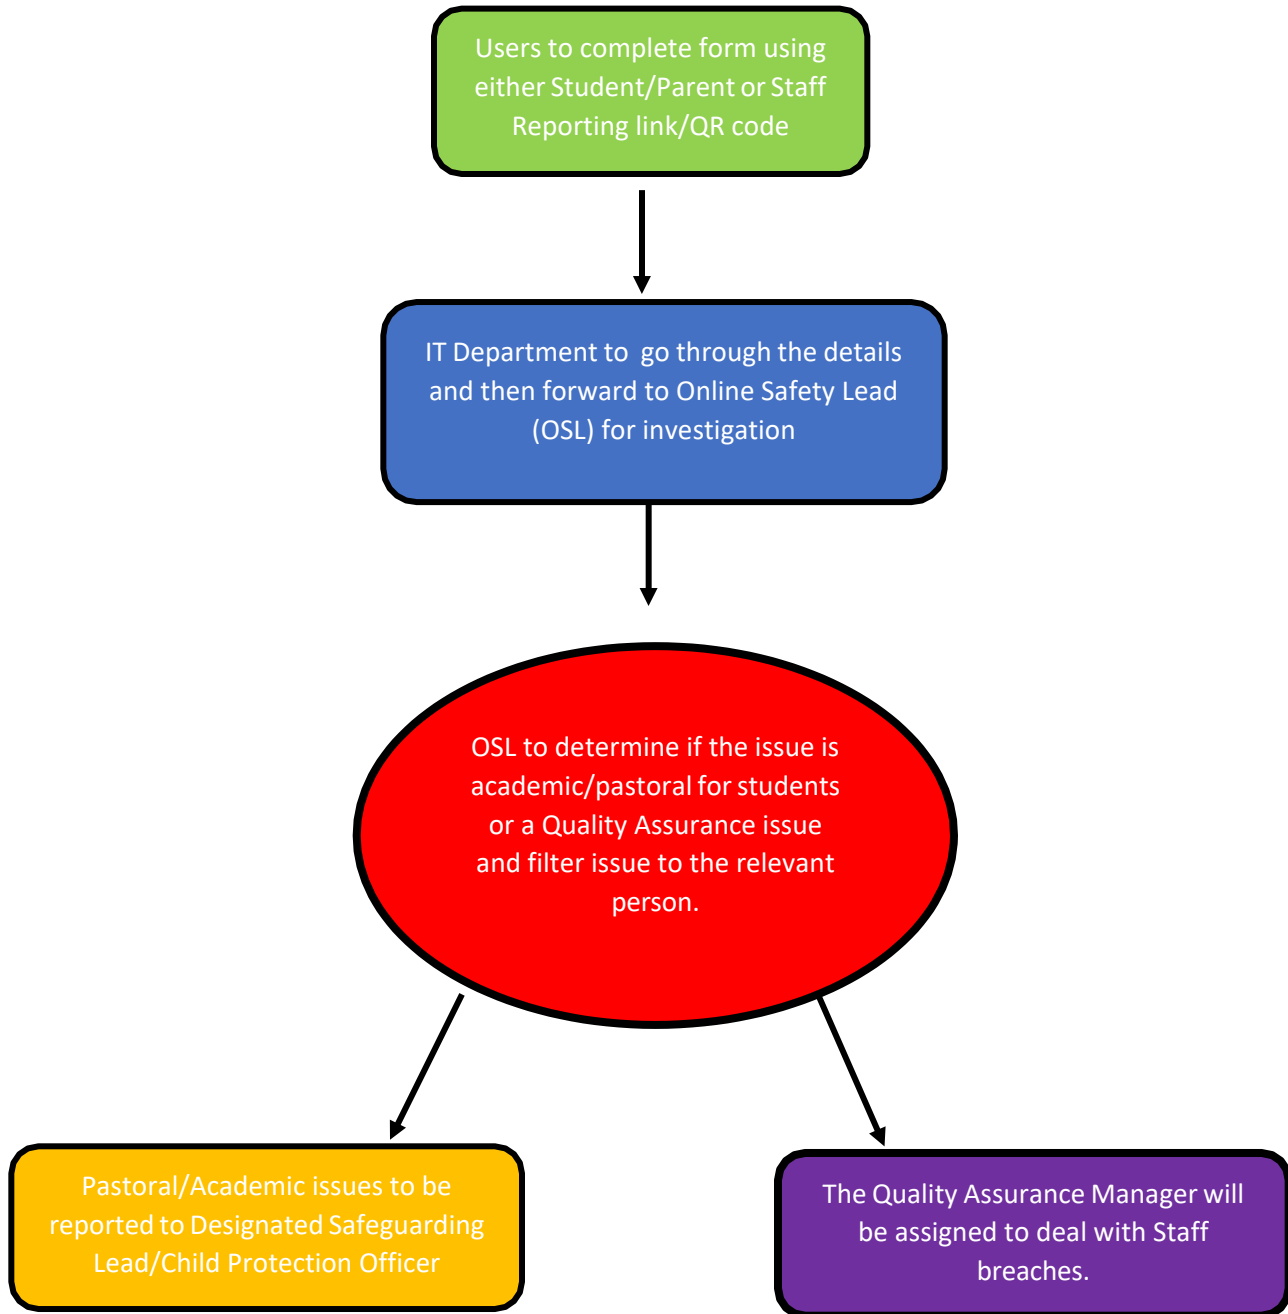 Users to complete form using
either Student/Parent or Staff
Reporting link/QR code
IT Department to  go through the details
and then forward to Online Safety Lead
(OSL) for investigation
OSL to determine if the issue is
academic/pastoral for students
or a Quality Assurance issue
and filter issue to the relevant
person.
Pastoral/Academic issues to be
reported to Designated Safeguarding
Lead/Child Protection Officer
The Quality Assurance Manager will
be assigned to deal with Staff
breaches.